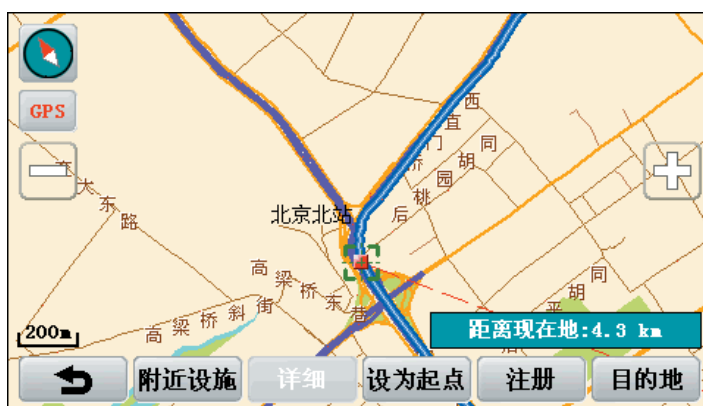 GPS
西直门桥
后桃园胡同
大东路
北京北站
高梁桥东巷
高梁桥斜街
胡同
200m
距离现在地:4.3 km
附近设施
详细
设为起点
注册
目的地